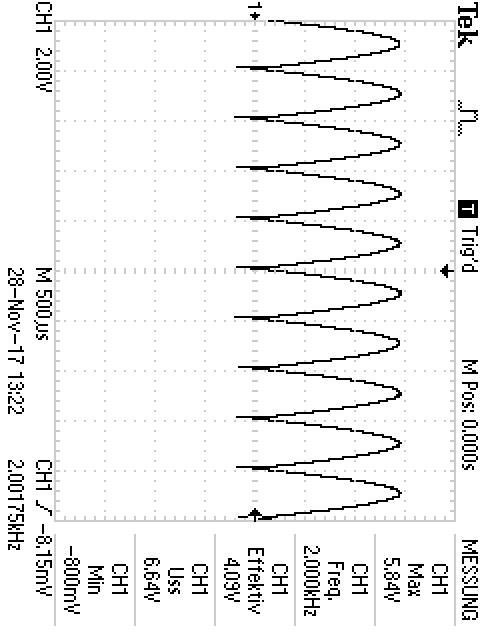 Tek T Trig'd M Pos: 0.000s MESSUNG
CH1
Max
5.84V
CH1
Freq.
2.000kHz
CH1
Effektiv
4.09V
CH1
Uss
6.64V
CH1
Min
-800mV
1
CH1 2.00V M 500µs CH1 -8.15mV
28-Nov-17 13:22 2.00175kHz